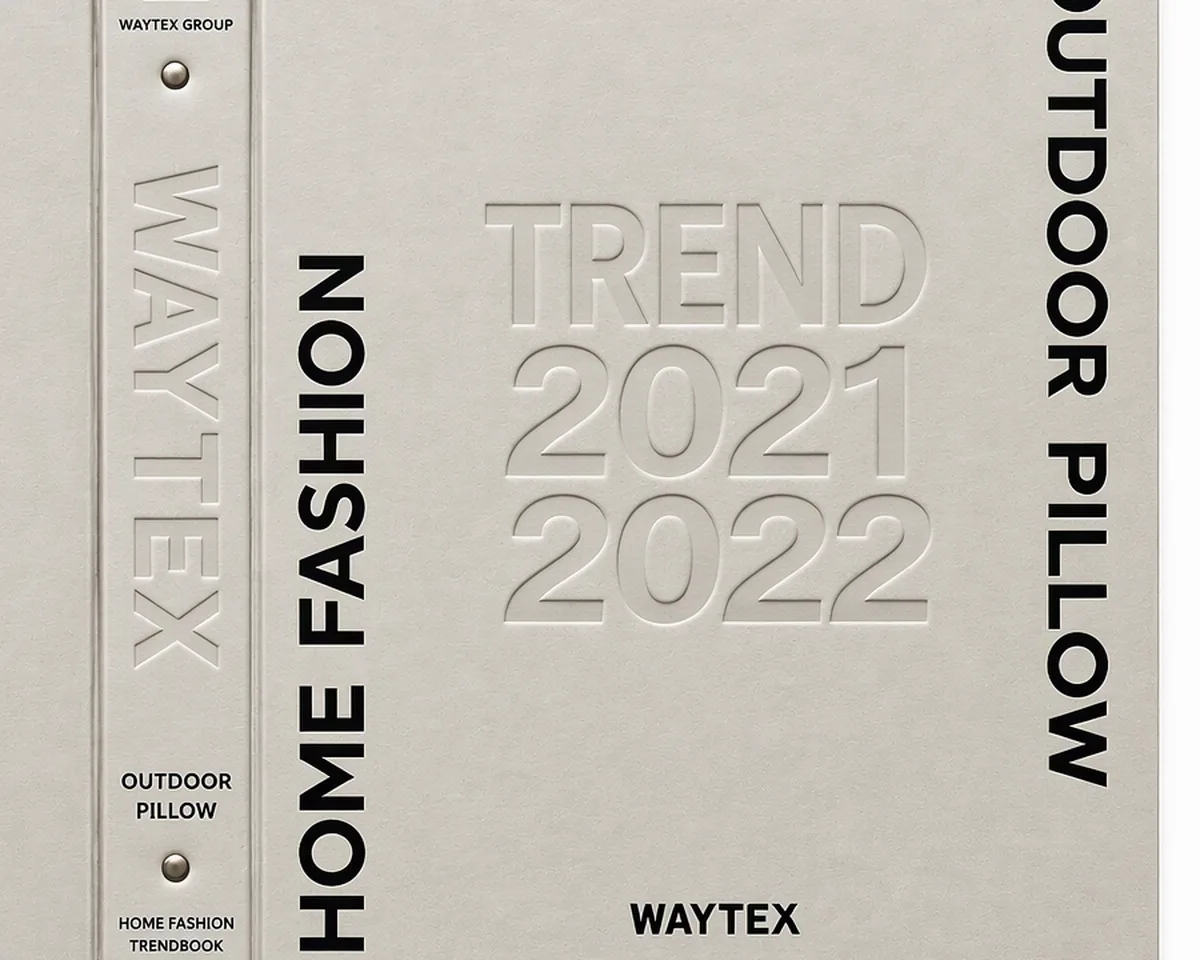 WAYTEX GROUP
WAYTEX
OUTDOOR
PILLOW
HOME FASHION
TRENDBOOK
HOME FASHION
TREND
2021
2022
WAYTEX
OUTDOOR PILLOW